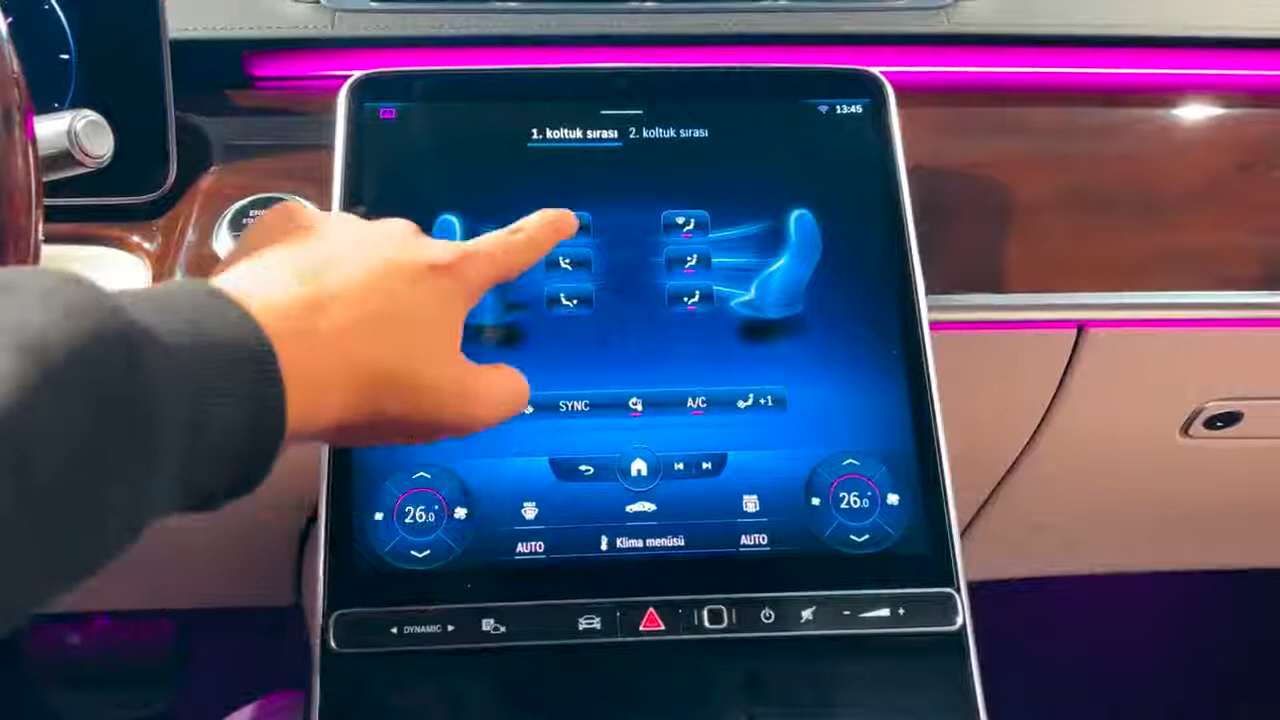 13:45
1. koltuk sırası 2. koltuk sırası
SYNC A/C +1
26.0° 26.0°
AUTO Klima menüsü AUTO
DYNAMIC